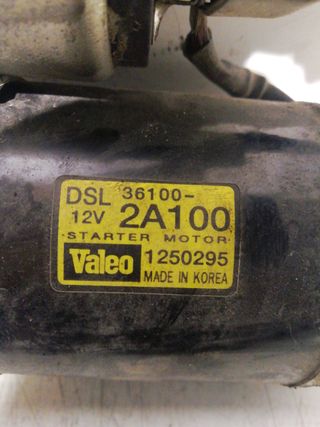 DSL 36100-
12V 2A100
STARTER MOTOR
Valeo 1250295
MADE IN KOREA